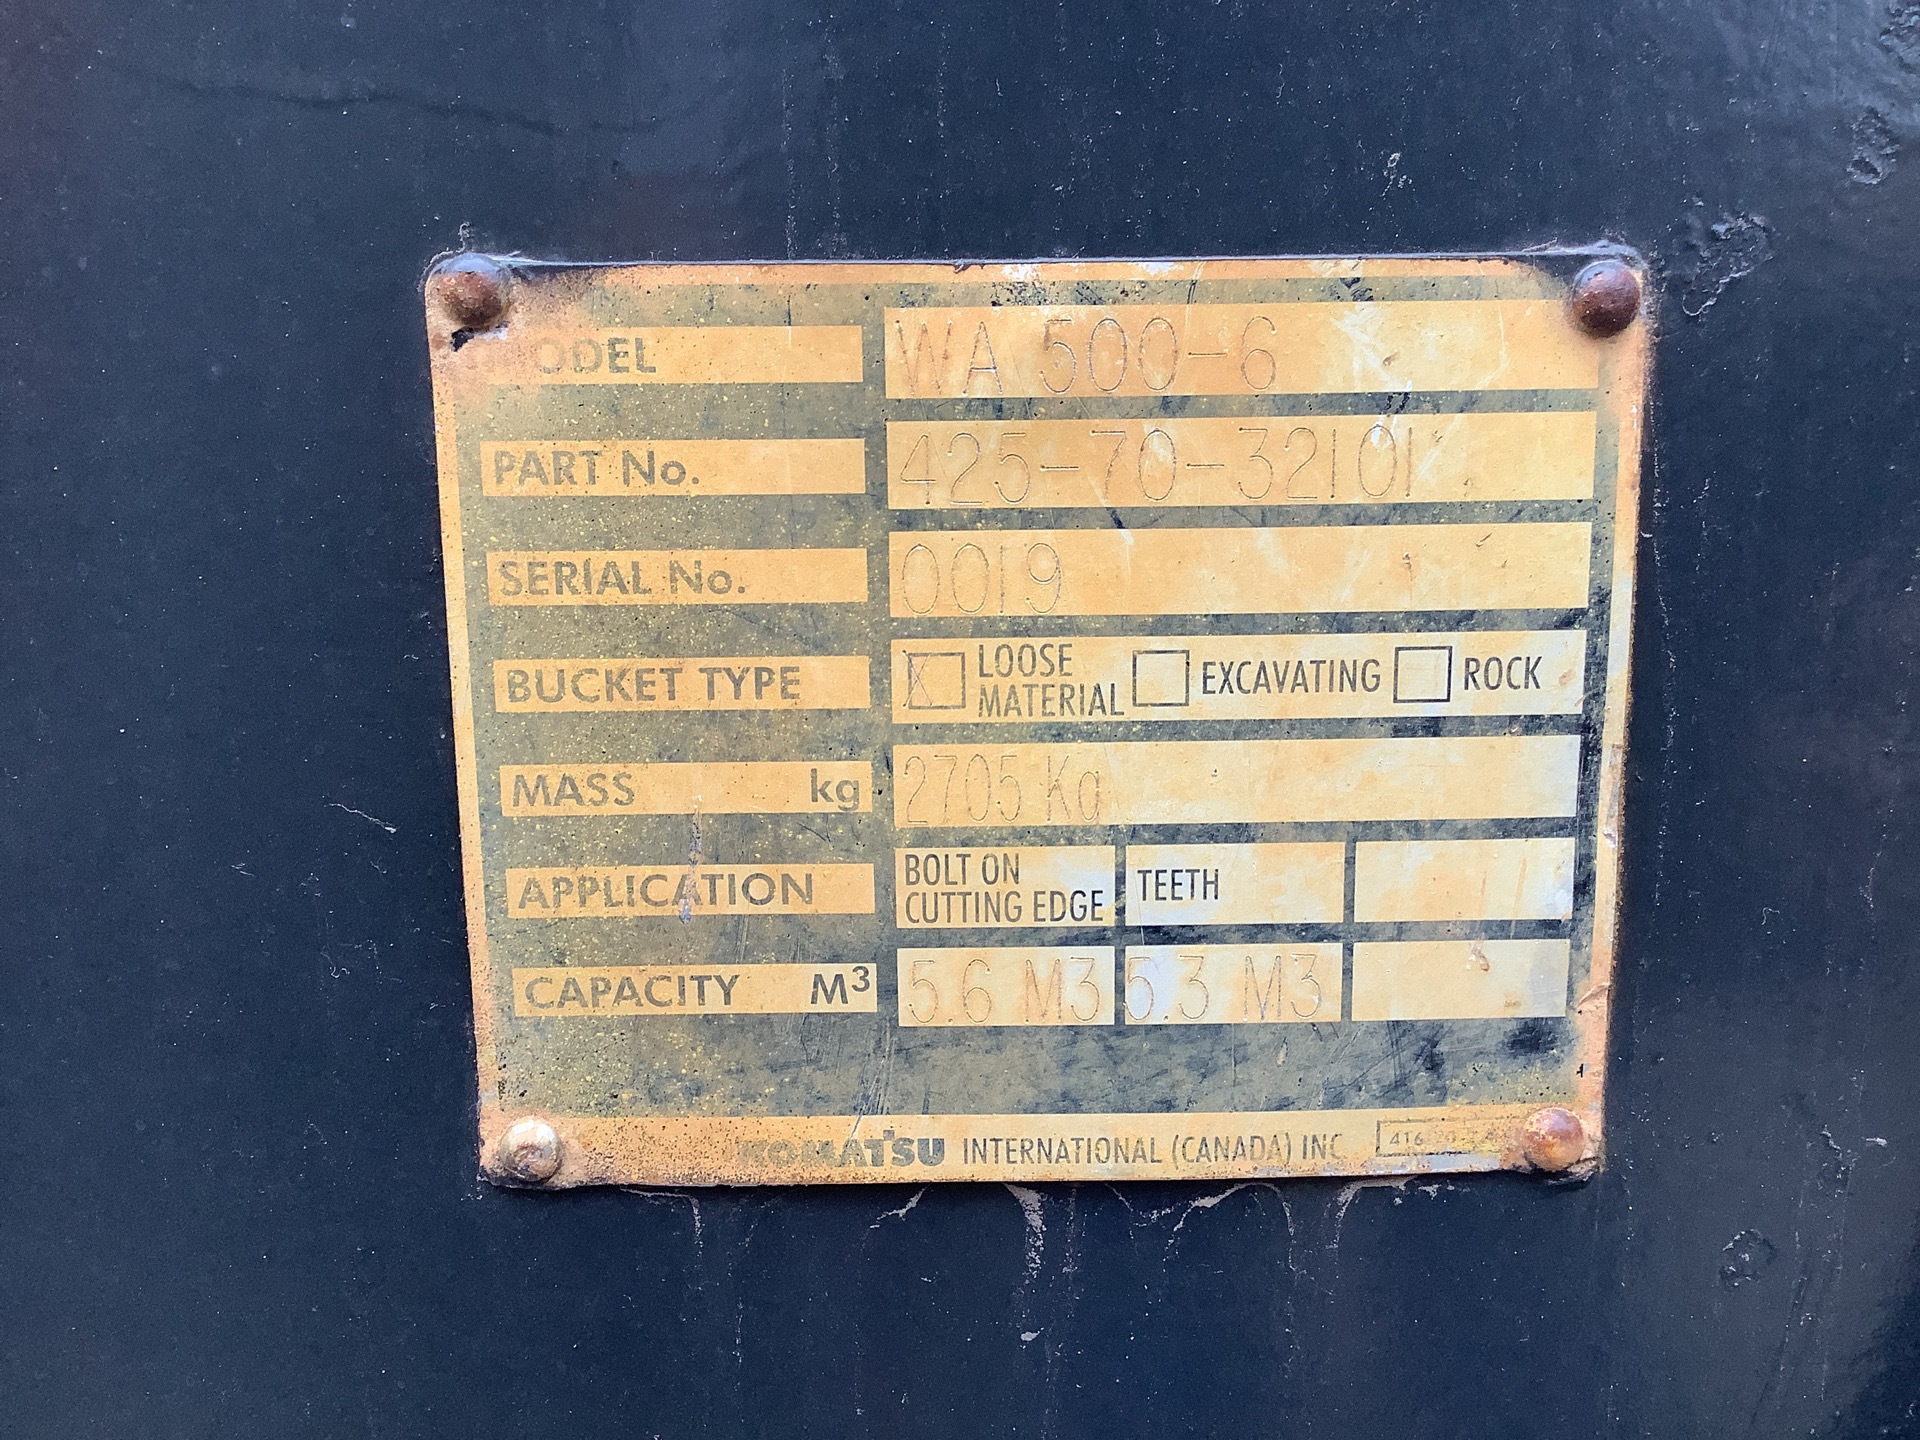 MODEL WA 500-6
PART No. 425-70-32101
SERIAL No. 0019
BUCKET TYPE LOOSE MATERIAL EXCAVATING ROCK
MASS kg 2705 Kg
APPLICATION BOLT ON CUTTING EDGE TEETH
CAPACITY M³ 5.6 M3 5.3 M3
KOMATSU INTERNATIONAL (CANADA) INC